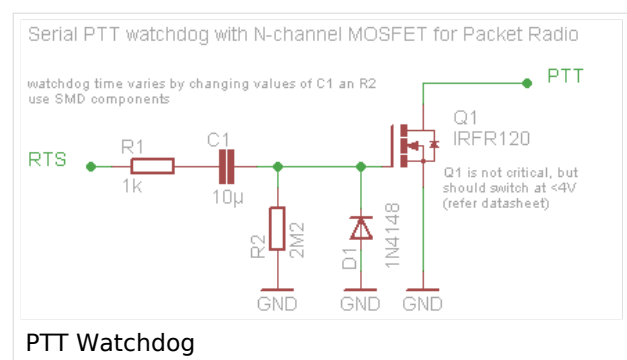 Serial PTT watchdog with N-channel MOSFET for Packet Radio
watchdog time varies by changing values of C1 an R2
use SMD components
PTT
Q1
IRFR120
Q1 is not critical, but
should switch at <4V
(refer datasheet)
RTS
R1
1k
C1
10µ
R2
2M2
D1
1N4148
GND
GND
GND
PTT Watchdog